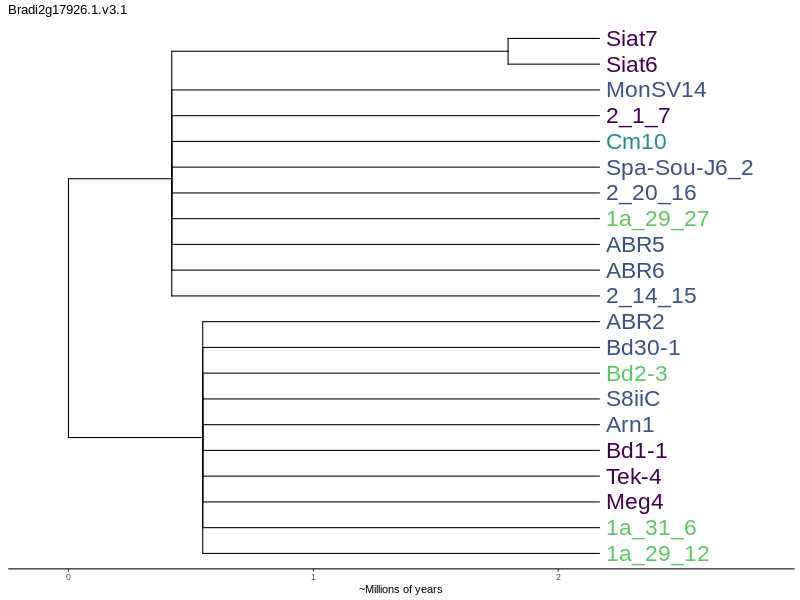 Bradi2g17926.1.v3.1
Siat7
Siat6
MonSV14
2_1_7
Cm10
Spa-Sou-J6_2
2_20_16
1a_29_27
ABR5
ABR6
2_14_15
ABR2
Bd30-1
Bd2-3
S8iiC
Arn1
Bd1-1
Tek-4
Meg4
1a_31_6
1a_29_12
0 1 2
~Millions of years